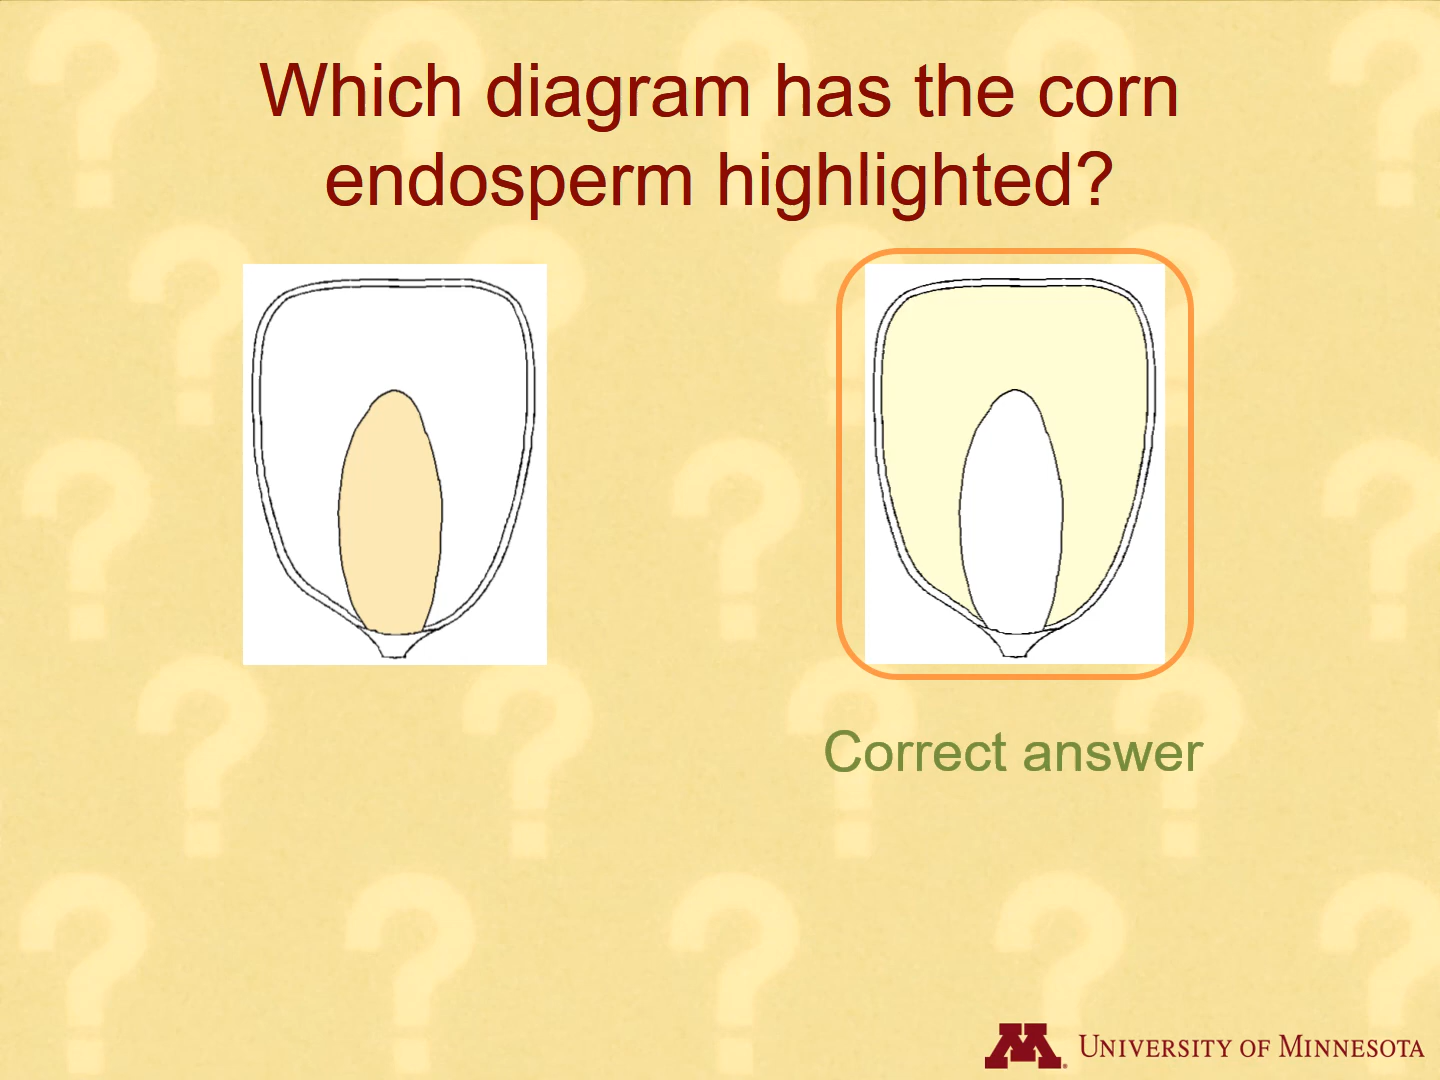 Which diagram has the corn
endosperm highlighted?
Correct answer
M University of Minnesota